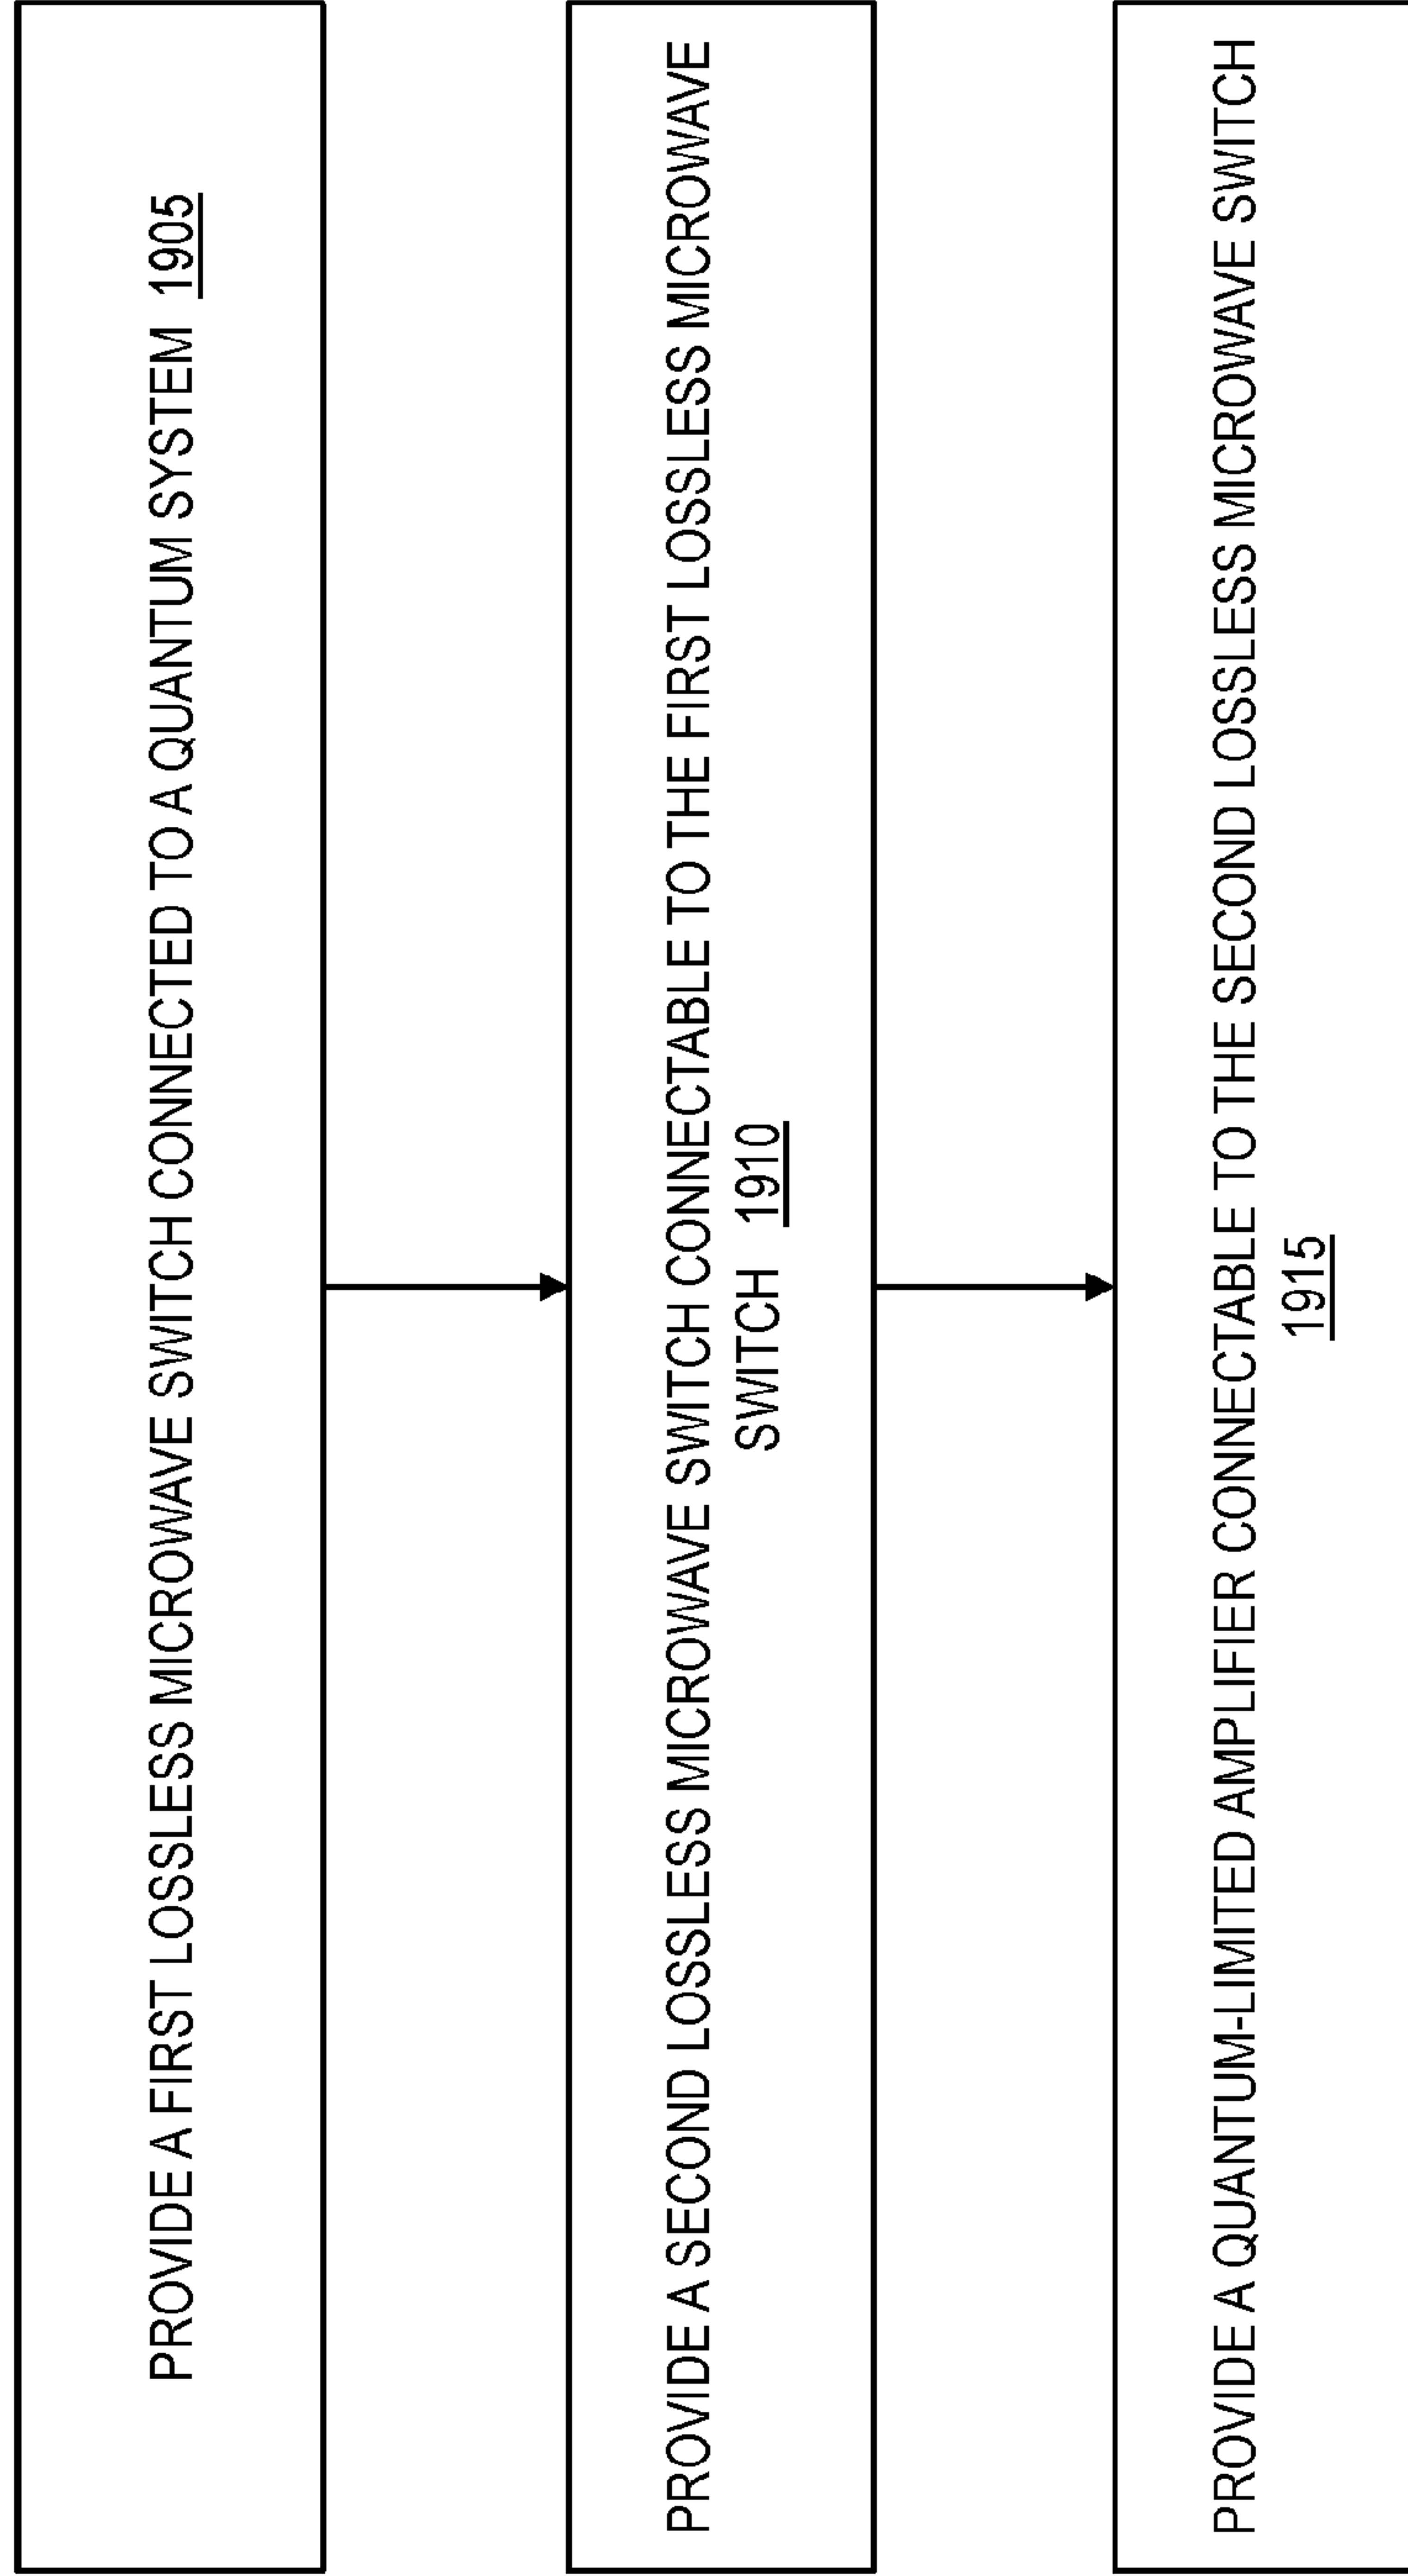 PROVIDE A FIRST LOSSLESS MICROWAVE SWITCH CONNECTED TO A QUANTUM SYSTEM 1905
PROVIDE A SECOND LOSSLESS MICROWAVE SWITCH CONNECTABLE TO THE FIRST LOSSLESS MICROWAVE
SWITCH 1910
PROVIDE A QUANTUM-LIMITED AMPLIFIER CONNECTABLE TO THE SECOND LOSSLESS MICROWAVE SWITCH
1915